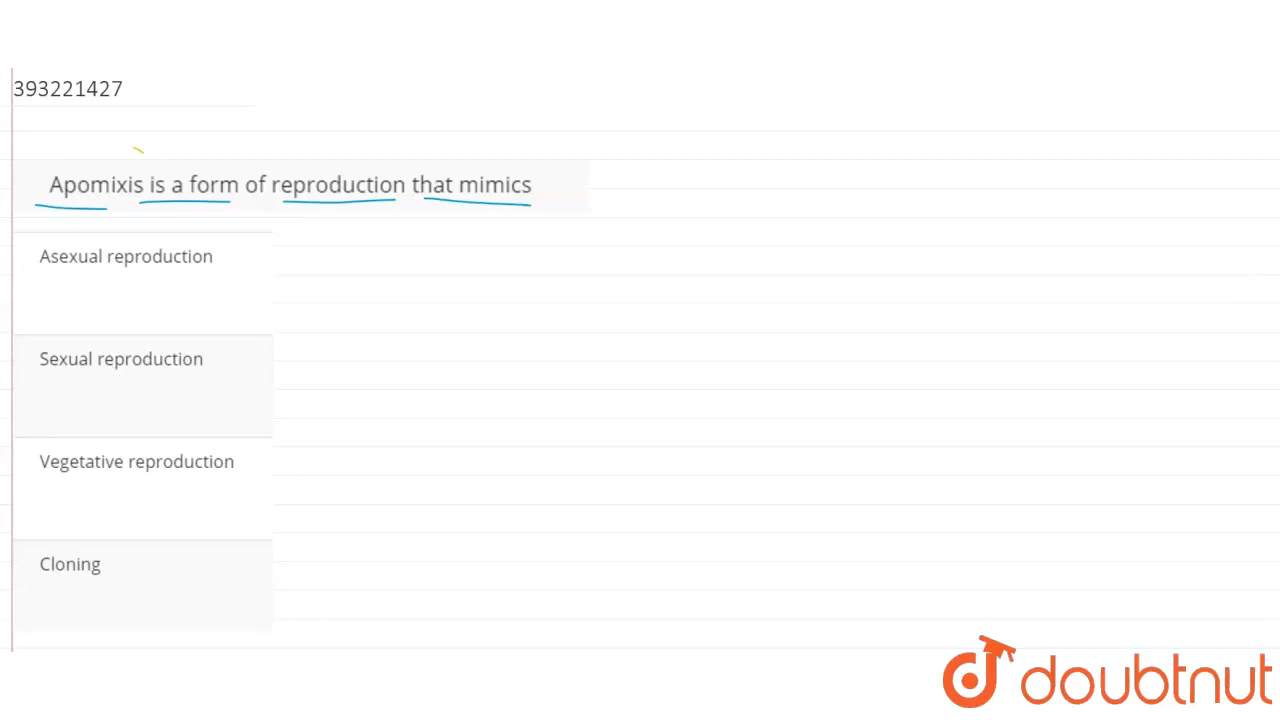 393221427
Apomixis is a form of reproduction that mimics
Asexual reproduction
Sexual reproduction
Vegetative reproduction
Cloning
doubtnut